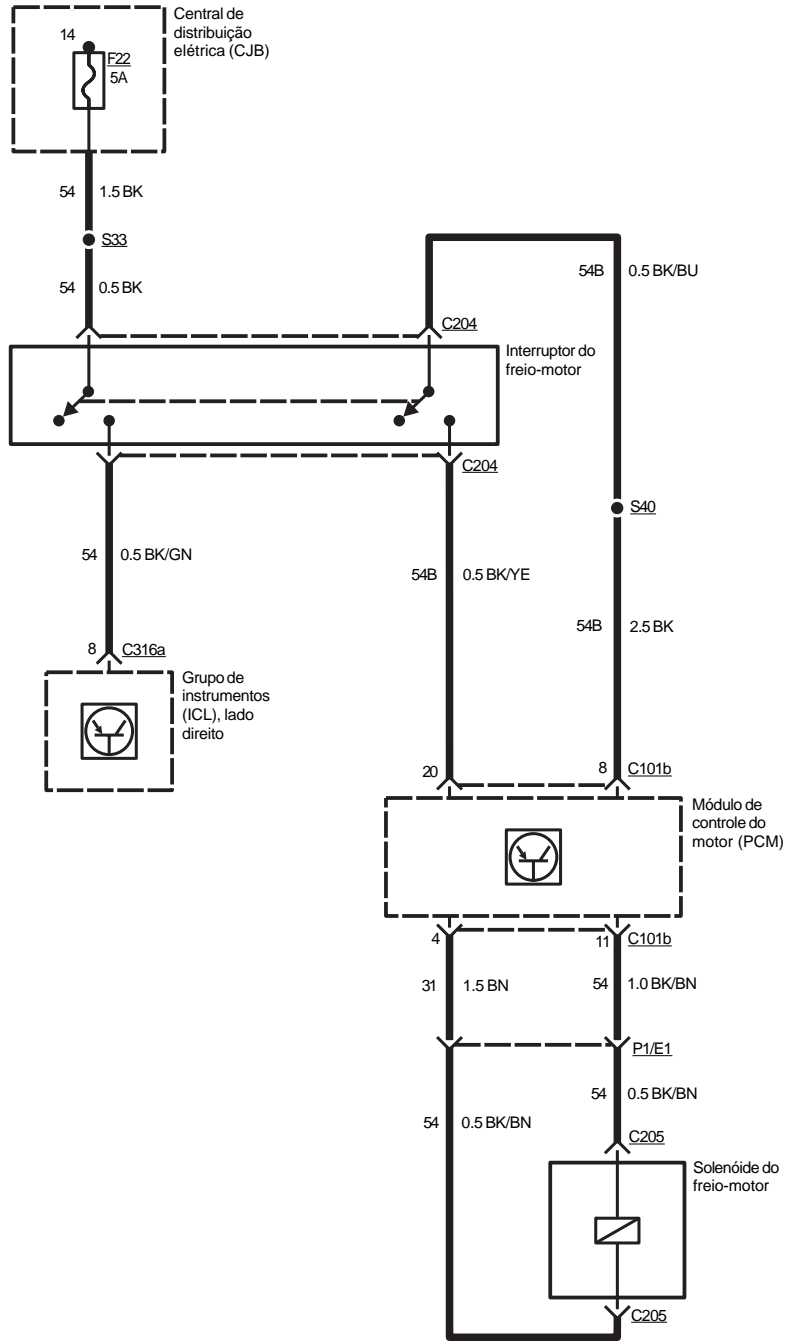 Central de
distribuição
elétrica (CJB)
14
F22
5A
54
1.5 BK
S33
54
0.5 BK
54B
0.5 BK/BU
C204
Interruptor do
freio-motor
C204
S40
54
0.5 BK/GN
54B
0.5 BK/YE
54B
2.5 BK
8
C316a
Grupo de
instrumentos
(ICL), lado
direito
20
8
C101b
Módulo de
controle do
motor (PCM)
4
11
C101b
31
1.5 BN
54
1.0 BK/BN
P1/E1
54
0.5 BK/BN
54
0.5 BK/BN
C205
Solenóide do
freio-motor
C205